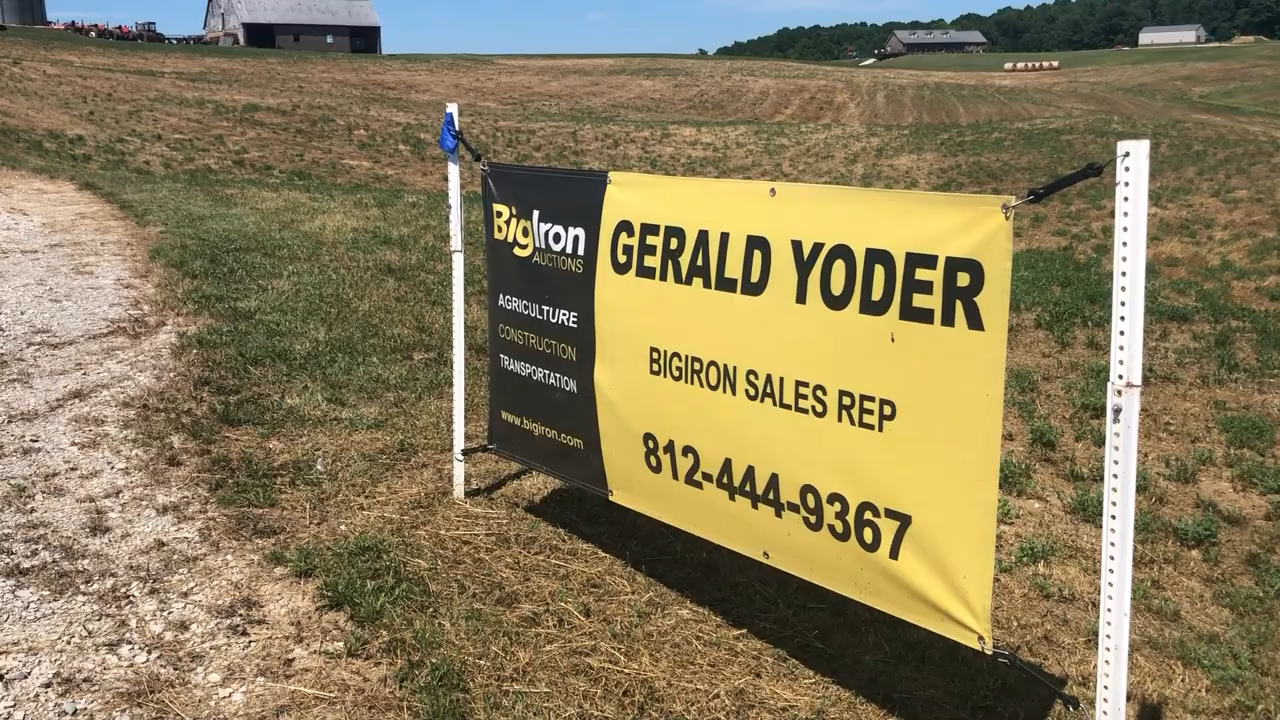 BigIron
AUCTIONS
AGRICULTURE
CONSTRUCTION
TRANSPORTATION
www.bigiron.com
GERALD YODER
BIGIRON SALES REP
812-444-9367